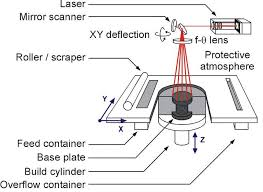 Laser
Mirror scanner
XY deflection
f-θ lens
Protective
atmosphere
Roller / scraper
Y
X
Z
Feed container
Base plate
Build cylinder
Overflow container